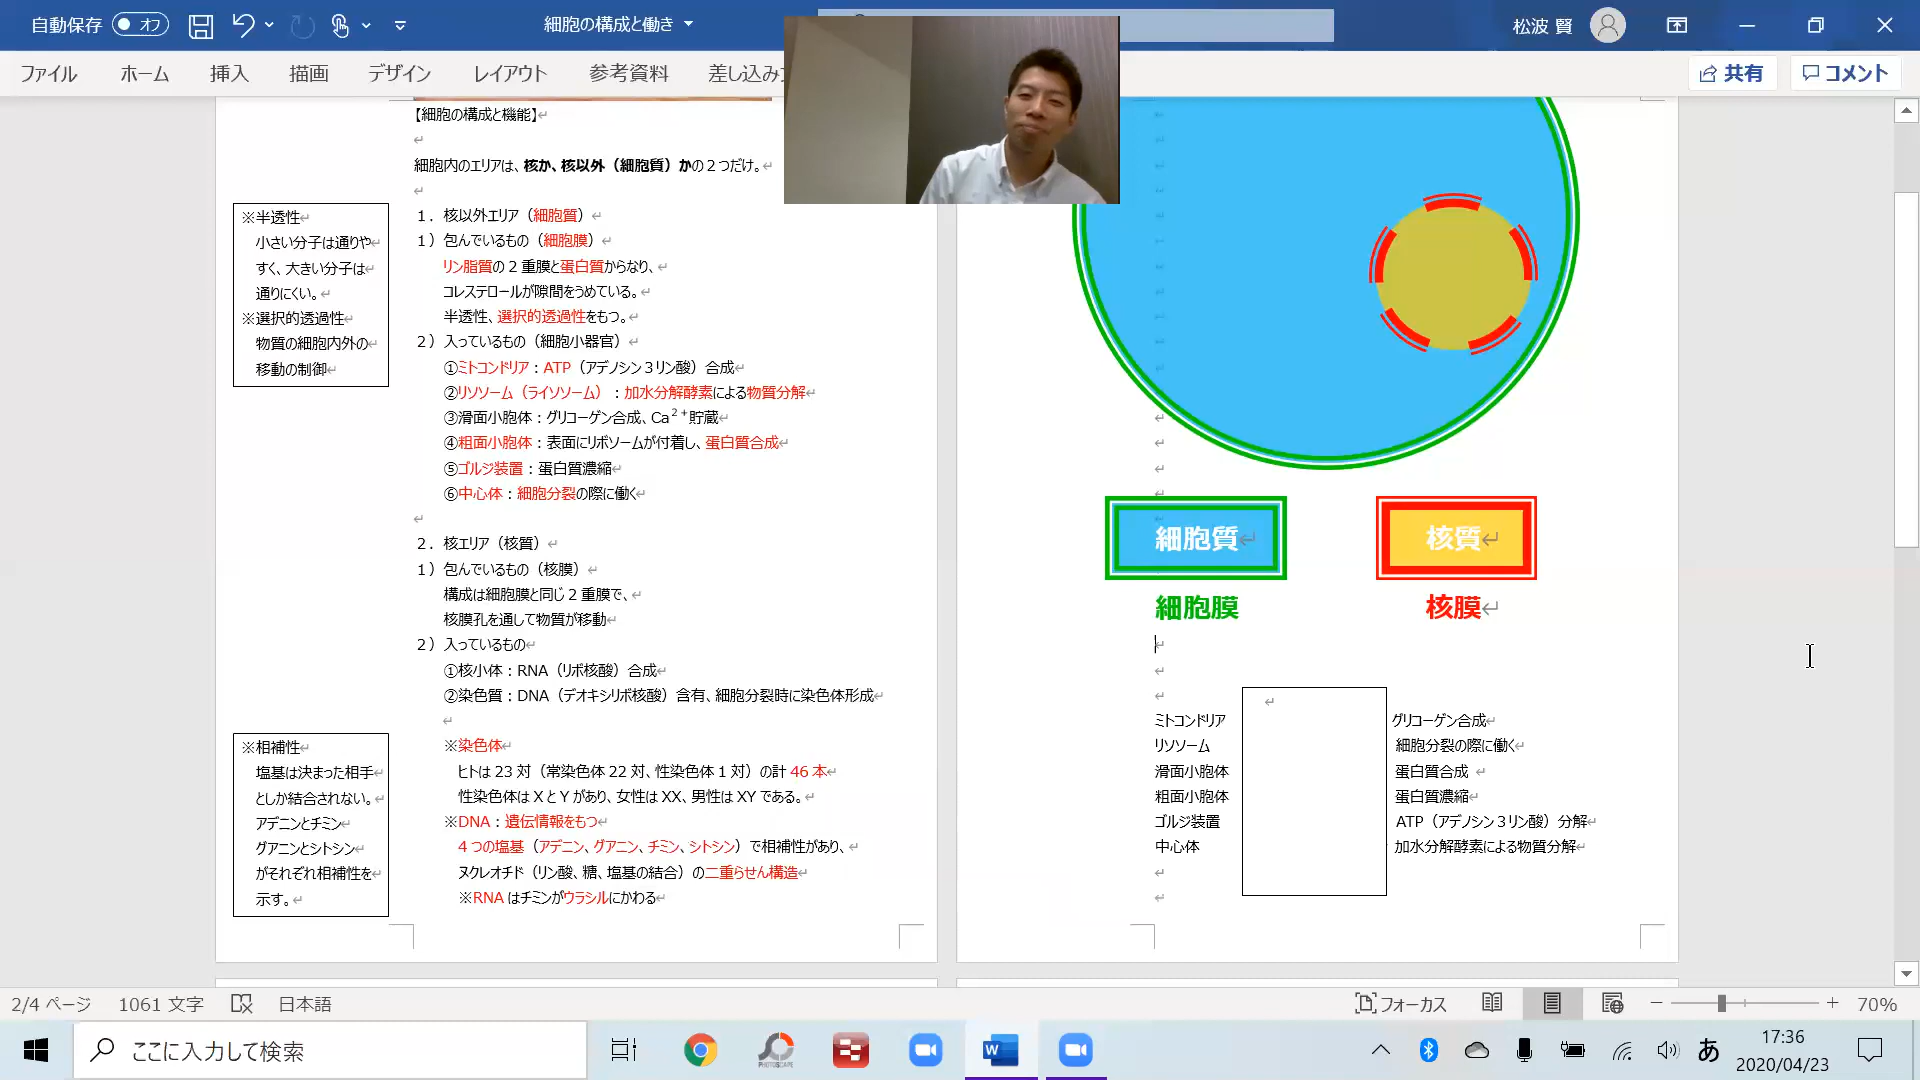 自動保存 オフ
細胞の構成と働き
松波 賢
ファイル ホーム 挿入 描画 デザイン レイアウト 参考資料 差し込み
共有 コメント
【細胞の構成と機能】
細胞内のエリアは、核か、核以外（細胞質）かの２つだけ。
※半透性
小さい分子は通りや
すく、大きい分子は
通りにくい。
※選択的透過性
物質の細胞内外の
移動の制御
１．核以外エリア（細胞質）
１）包んでいるもの（細胞膜）
リン脂質の２重膜と蛋白質からなり、
コレステロールが隙間をうめている。
半透性、選択的透過性をもつ。
２）入っているもの（細胞小器官）
①ミトコンドリア：ATP（アデノシン３リン酸）合成
②リソソーム（ライソソーム）：加水分解酵素による物質分解
③滑面小胞体：グリコーゲン合成、Ca²⁺貯蔵
④粗面小胞体：表面にリボソームが付着し、蛋白質合成
⑤ゴルジ装置：蛋白質濃縮
⑥中心体：細胞分裂の際に働く
２．核エリア（核質）
１）包んでいるもの（核膜）
構成は細胞膜と同じ２重膜で、
核膜孔を通して物質が移動
２）入っているもの
①核小体：RNA（リボ核酸）合成
②染色質：DNA（デオキシリボ核酸）含有、細胞分裂時に染色体形成
※相補性
塩基は決まった相手
としか結合されない。
アデニンとチミン
グアニンとシトシン
がそれぞれ相補性を
示す。
※染色体
ヒトは 23 対（常染色体 22 対、性染色体 1 対）の計 46 本
性染色体は X と Y があり、女性は XX、男性は XY である。
※DNA：遺伝情報をもつ
４つの塩基（アデニン、グアニン、チミン、シトシン）で相補性があり、
ヌクレオチド（リン酸、糖、塩基の結合）の二重らせん構造
※RNA はチミンがウラシルにかわる
細胞質 核質
細胞膜 核膜
ミトコンドリア グリコーゲン合成
リソソーム 細胞分裂の際に働く
滑面小胞体 蛋白質合成
粗面小胞体 蛋白質濃縮
ゴルジ装置 ATP（アデノシン３リン酸）分解
中心体 加水分解酵素による物質分解
2/4 ページ 1061 文字 日本語 フォーカス 70%
ここに入力して検索
PHOTOSCAPE
W
あ
17:36
2020/04/23